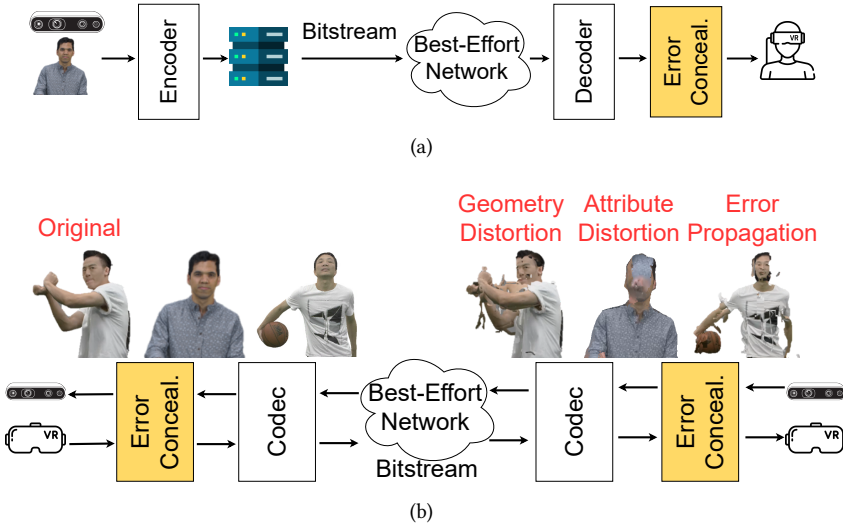 Bitstream
Encoder
Best-Effort
Network
Decoder
Error
Conceal.
VR
(a)
Original
Geometry
Distortion
Attribute
Distortion
Error
Propagation
Error
Conceal.
Codec
Best-Effort
Network
Codec
Error
Conceal.
VR
VR
Bitstream
(b)